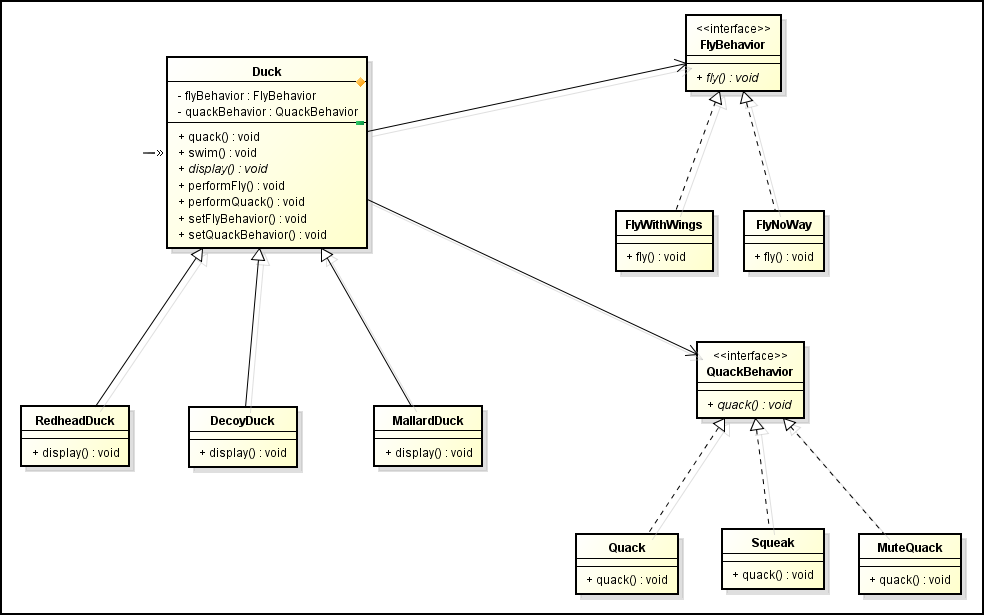 Duck
- flyBehavior : FlyBehavior
- quackBehavior : QuackBehavior
+ quack() : void
+ swim() : void
+ display() : void
+ performFly() : void
+ performQuack() : void
+ setFlyBehavior() : void
+ setQuackBehavior() : void
<<interface>>
FlyBehavior
+ fly() : void
FlyWithWings
+ fly() : void
FlyNoWay
+ fly() : void
<<interface>>
QuackBehavior
+ quack() : void
RedheadDuck
+ display() : void
DecoyDuck
+ display() : void
MallardDuck
+ display() : void
Quack
+ quack() : void
Squeak
+ quack() : void
MuteQuack
+ quack() : void